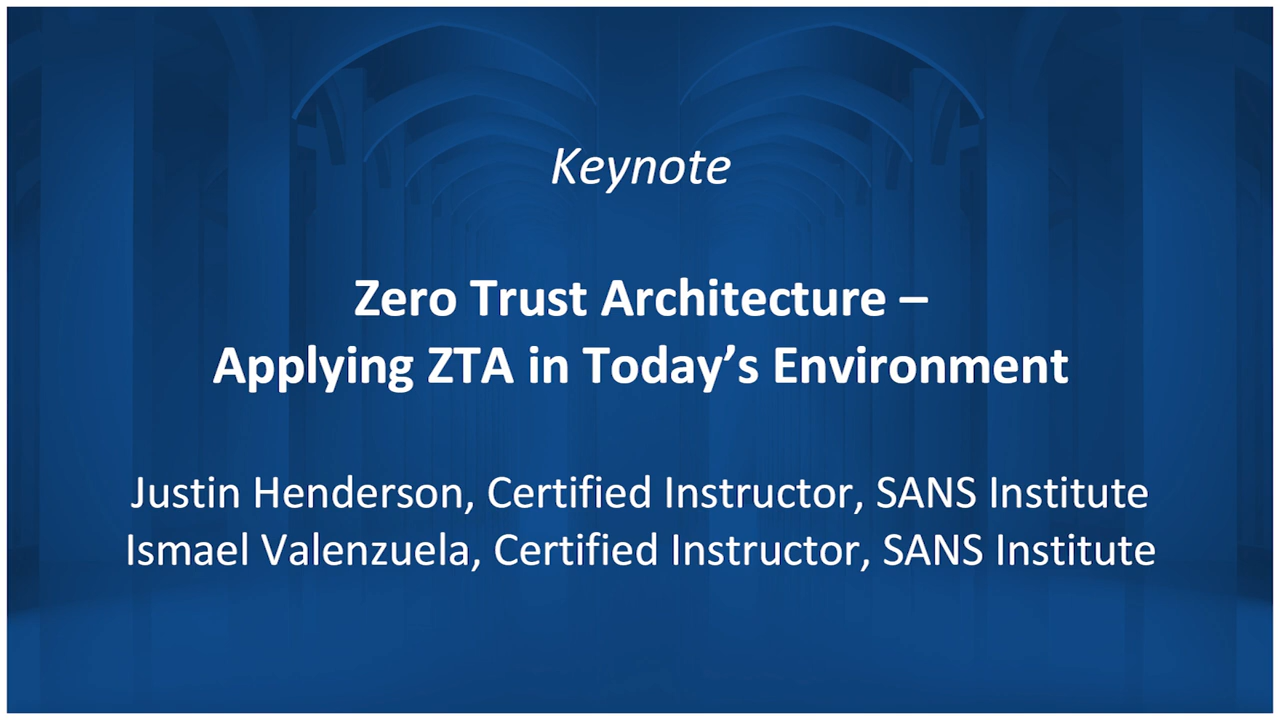 Keynote
Zero Trust Architecture –
Applying ZTA in Today’s Environment
Justin Henderson, Certified Instructor, SANS Institute
Ismael Valenzuela, Certified Instructor, SANS Institute